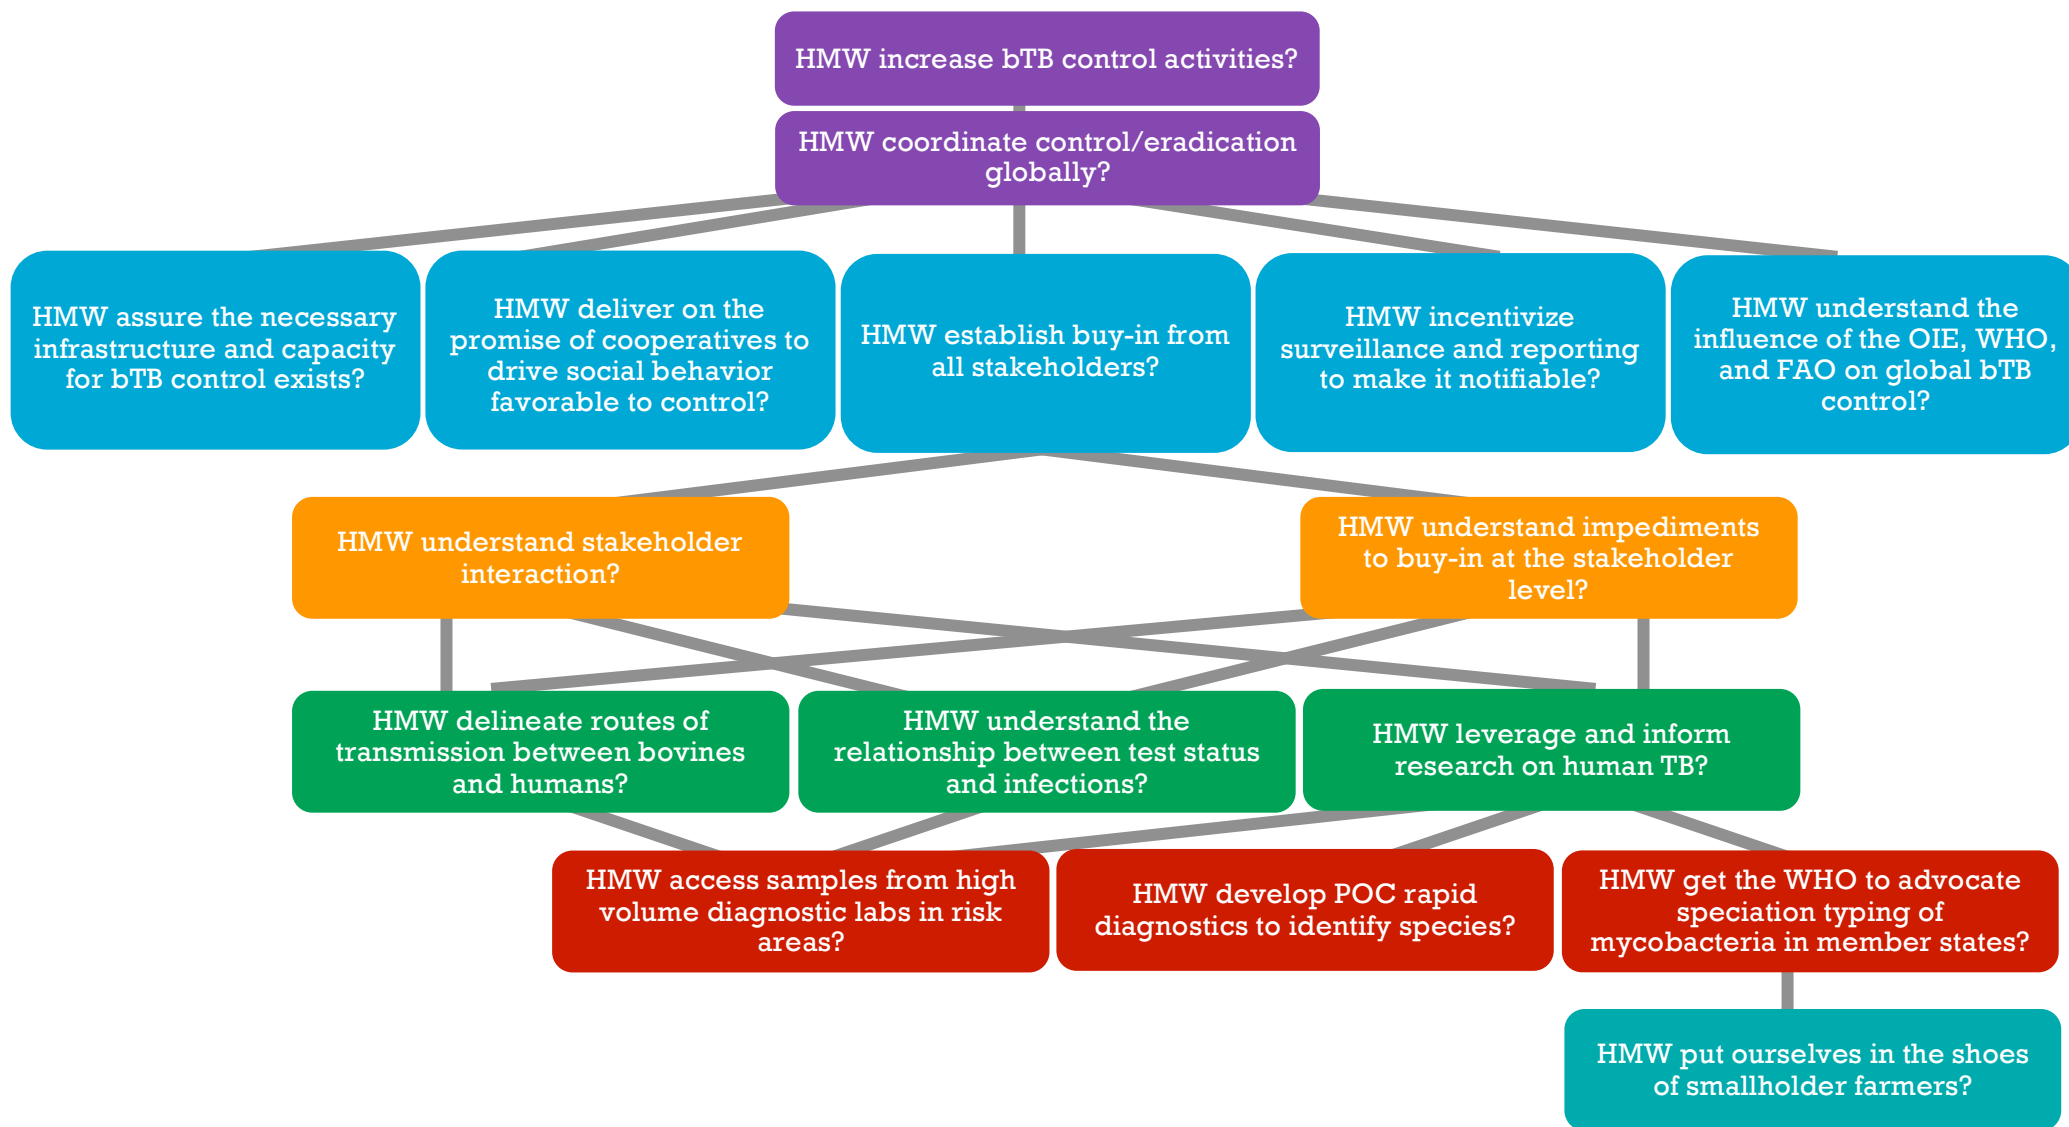 HMW increase bTB control activities?
HMW coordinate control/eradication
globally?
HMW assure the necessary
infrastructure and capacity
for bTB control exists?
HMW deliver on the
promise of cooperatives to
drive social behavior
favorable to control?
HMW establish buy-in from
all stakeholders?
HMW incentivize
surveillance and reporting
to make it notifiable?
HMW understand the
influence of the OIE, WHO,
and FAO on global bTB
control?
HMW understand stakeholder
interaction?
HMW understand impediments
to buy-in at the stakeholder
level?
HMW delineate routes of
transmission between bovines
and humans?
HMW understand the
relationship between test status
and infections?
HMW leverage and inform
research on human TB?
HMW access samples from high
volume diagnostic labs in risk
areas?
HMW develop POC rapid
diagnostics to identify species?
HMW get the WHO to advocate
speciation typing of
mycobacteria in member states?
HMW put ourselves in the shoes
of smallholder farmers?